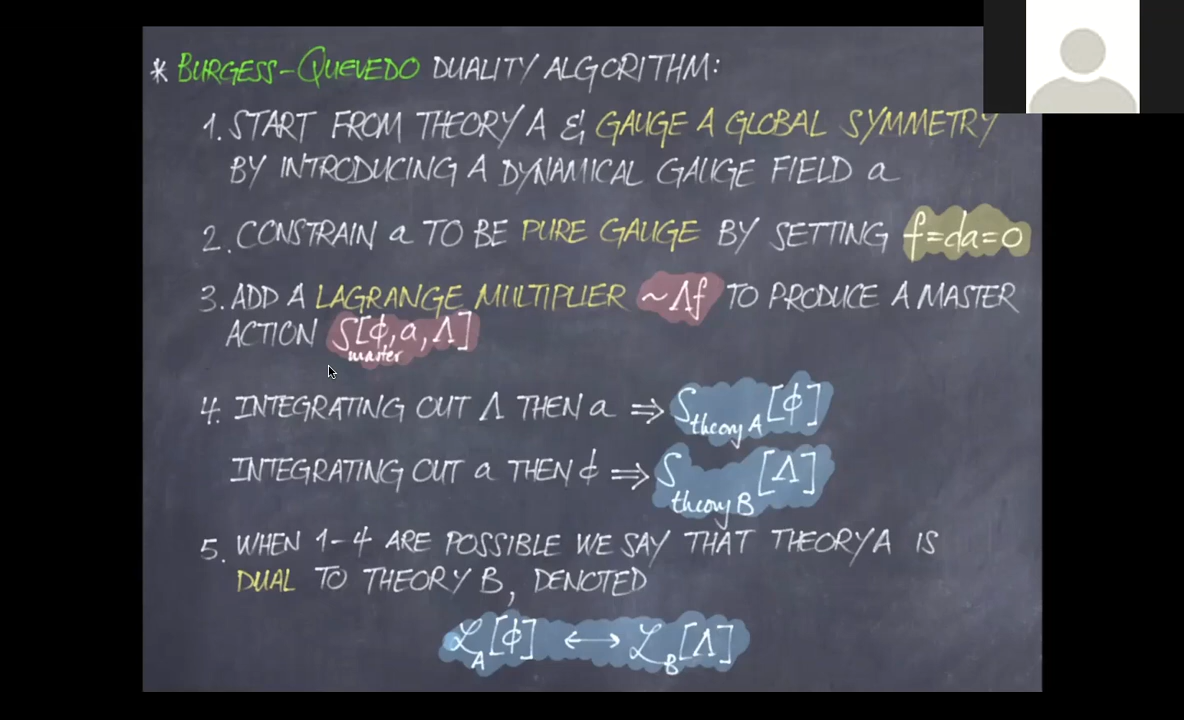 * BURGESS-QUEVEDO DUALITY ALGORITHM:
1. START FROM THEORY A & GAUGE A GLOBAL SYMMETRY
BY INTRODUCING A DYNAMICAL GAUGE FIELD a
2. CONSTRAIN a TO BE PURE GAUGE BY SETTING f=da=0
3. ADD A LAGRANGE MULTIPLIER ~Λf TO PRODUCE A MASTER
ACTION S[ϕ,a,Λ]
master
4. INTEGRATING OUT Λ THEN a ⇒ S theory A [ϕ]
INTEGRATING OUT a THEN ϕ ⇒ S theory B [Λ]
5. WHEN 1-4 ARE POSSIBLE WE SAY THAT THEORY A IS
DUAL TO THEORY B, DENOTED
ℒ_A[ϕ] ⟷ ℒ_B[Λ]